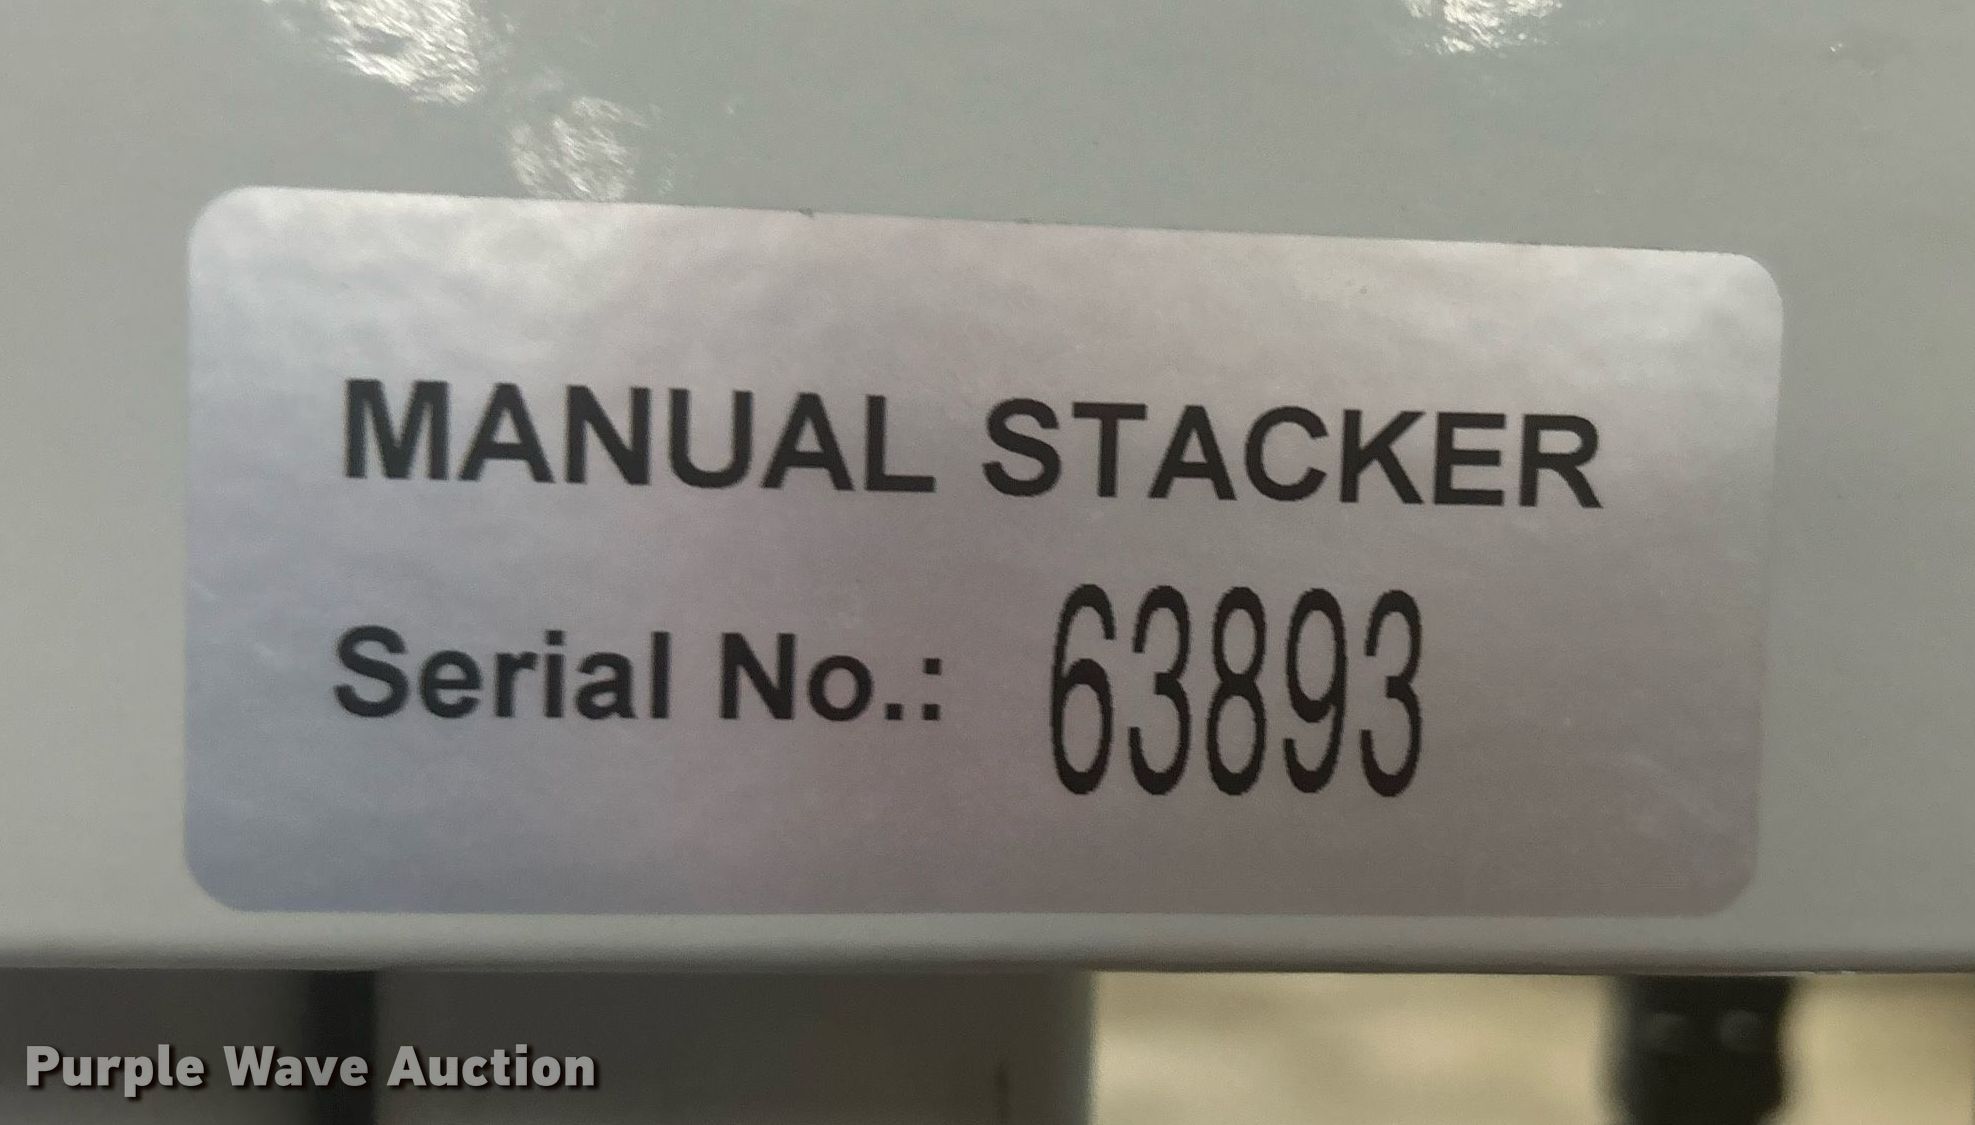 MANUAL STACKER
Serial No.: 63893
Purple Wave Auction